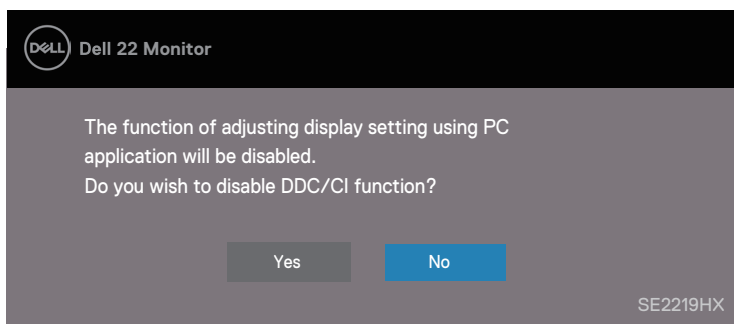 DELL Dell 22 Monitor
The function of adjusting display setting using PC
application will be disabled.
Do you wish to disable DDC/CI function?
Yes No
SE2219HX